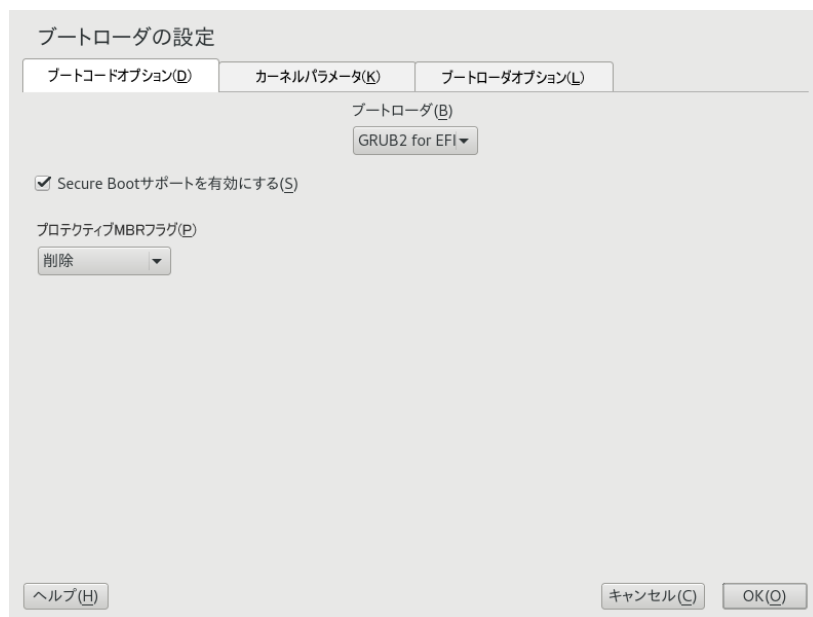 ブートローダの設定
ブートコードオプション(D) カーネルパラメータ(K) ブートローダオプション(L)
ブートローダ(B)
GRUB2 for EFI
Secure Bootサポートを有効にする(S)
プロテクティブMBRフラグ(P)
削除
ヘルプ(H) キャンセル(C) OK(O)